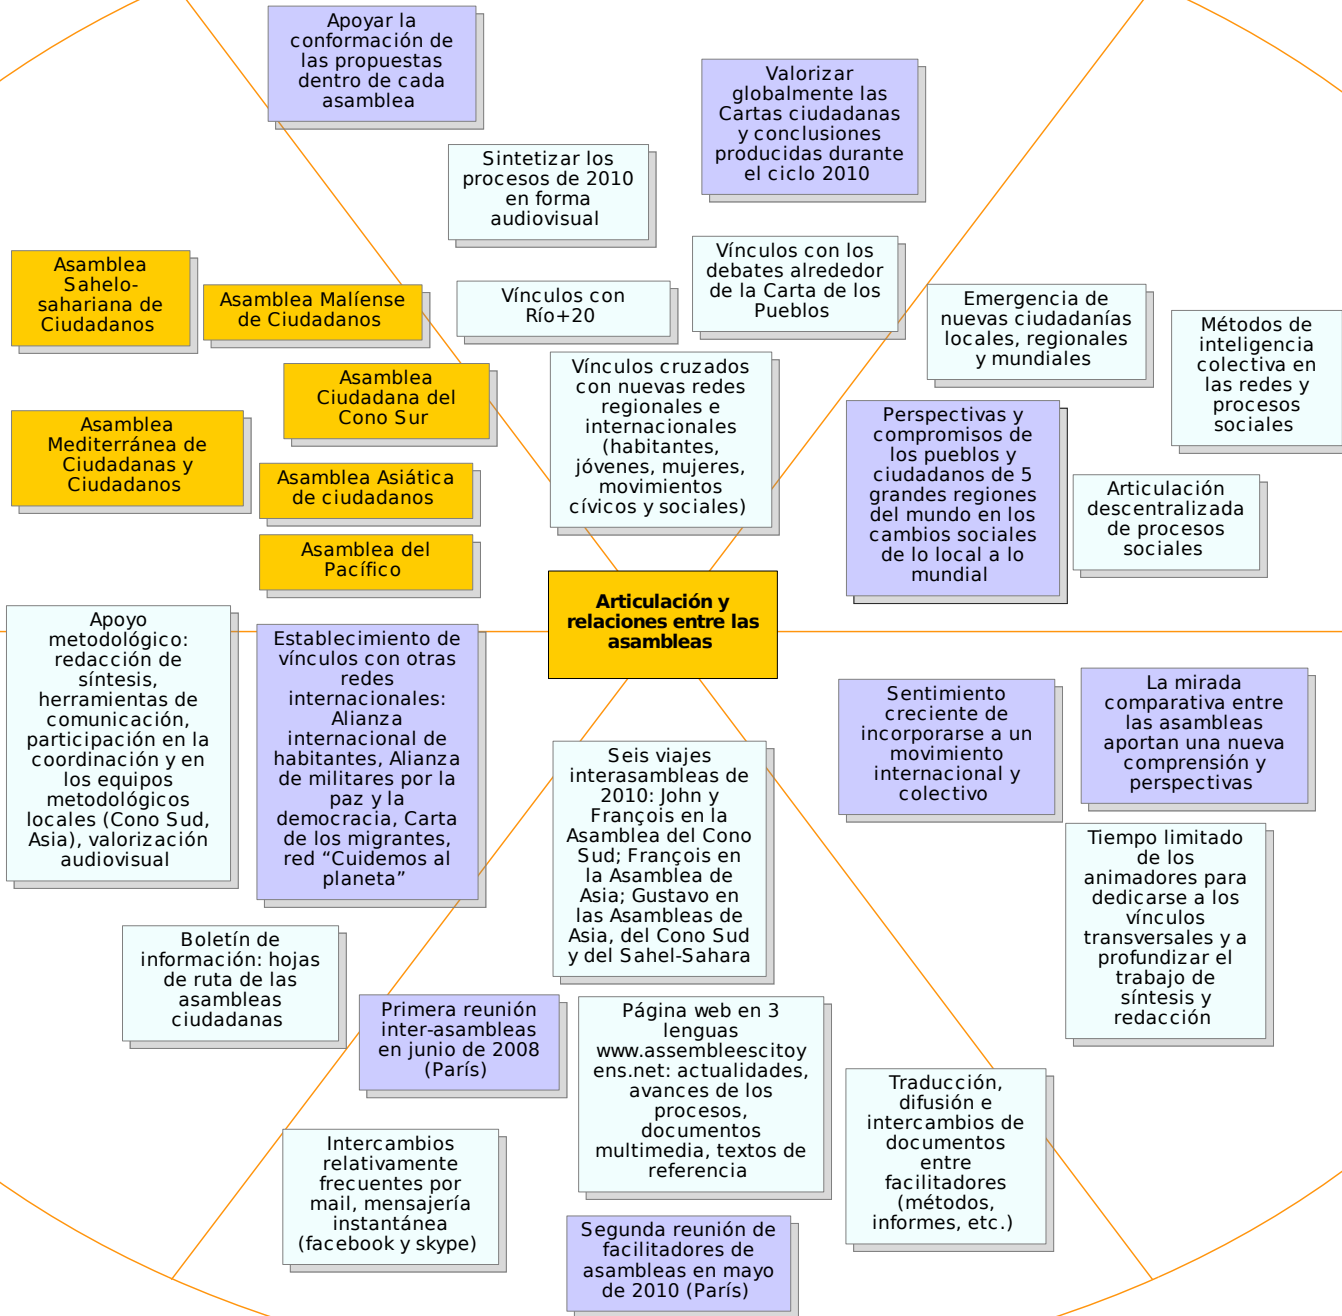 Apoyar la
conformación de
las propuestas
dentro de cada
asamblea
Valorizar
globalmente las
Cartas ciudadanas
y conclusiones
producidas durante
el ciclo 2010
Sintetizar los
procesos de 2010
en forma
audiovisual
Vínculos con los
debates alrededor
de la Carta de los
Pueblos
Vínculos con
Río+20
Vínculos cruzados
con nuevas redes
regionales e
internacionales
(habitantes,
jóvenes, mujeres,
movimientos
cívicos y sociales)
Asamblea
Sahelo-
sahariana de
Ciudadanos
Asamblea Malíense
de Ciudadanos
Asamblea
Ciudadana del
Cono Sur
Asamblea
Mediterránea de
Ciudadanas y
Ciudadanos
Asamblea Asiática
de ciudadanos
Asamblea del
Pacífico
Emergencia de
nuevas ciudadanías
locales, regionales
y mundiales
Métodos de
inteligencia
colectiva en
las redes y
procesos
sociales
Perspectivas y
compromisos de
los pueblos y
ciudadanos de 5
grandes regiones
del mundo en los
cambios sociales
de lo local a lo
mundial
Articulación
descentralizada
de procesos
sociales
Articulación y
relaciones entre las
asambleas
Apoyo
metodológico:
redacción de
síntesis,
herramientas de
comunicación,
participación en la
coordinación y en
los equipos
metodológicos
locales (Cono Sud,
Asia), valorización
audiovisual
Establecimiento de
vínculos con otras
redes
internacionales:
Alianza
internacional de
habitantes, Alianza
de militares por la
paz y la
democracia, Carta
de los migrantes,
red “Cuidemos al
planeta”
Seis viajes
interasambleas de
2010: John y
François en la
Asamblea del Cono
Sud; François en
la Asamblea de
Asia; Gustavo en
las Asambleas de
Asia, del Cono Sud
y del Sahel-Sahara
Sentimiento
creciente de
incorporarse a un
movimiento
internacional y
colectivo
La mirada
comparativa entre
las asambleas
aportan una nueva
comprensión y
perspectivas
Tiempo limitado
de los
animadores para
dedicarse a los
vínculos
transversales y a
profundizar el
trabajo de
síntesis y
redacción
Boletín de
información: hojas
de ruta de las
asambleas
ciudadanas
Primera reunión
inter-asambleas
en junio de 2008
(París)
Página web en 3
lenguas
www.assembleescitoy
ens.net: actualidades,
avances de los
procesos,
documentos
multimedia, textos de
referencia
Traducción,
difusión e
intercambios de
documentos
entre
facilitadores
(métodos,
informes, etc.)
Intercambios
relativamente
frecuentes por
mail, mensajería
instantánea
(facebook y skype)
Segunda reunión de
facilitadores de
asambleas en mayo
de 2010 (París)